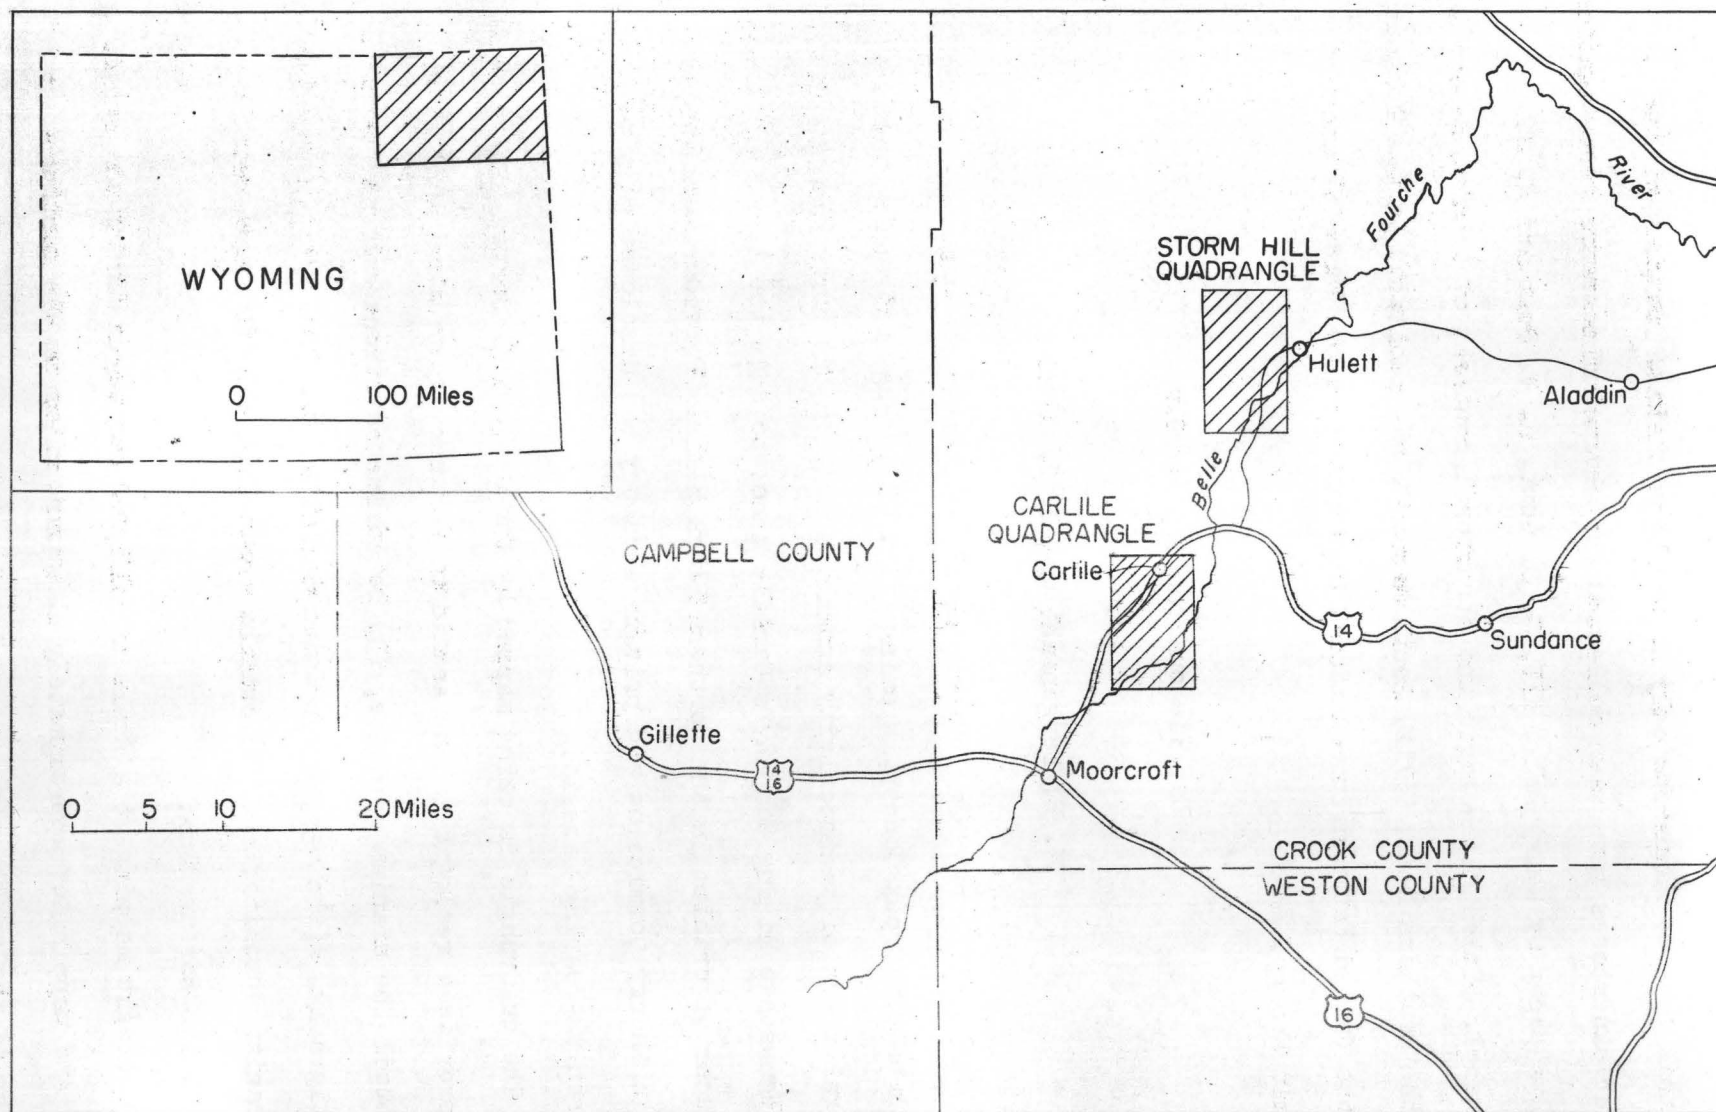 WYOMING
0 100 Miles
Fourche
River
STORM HILL
QUADRANGLE
Hulett
Aladdin
Belle
CARLILE
QUADRANGLE
Carlile
CAMPBELL COUNTY
14
Sundance
Gillette
14
16
Moorcroft
0 5 10 20 Miles
CROOK COUNTY
WESTON COUNTY
16